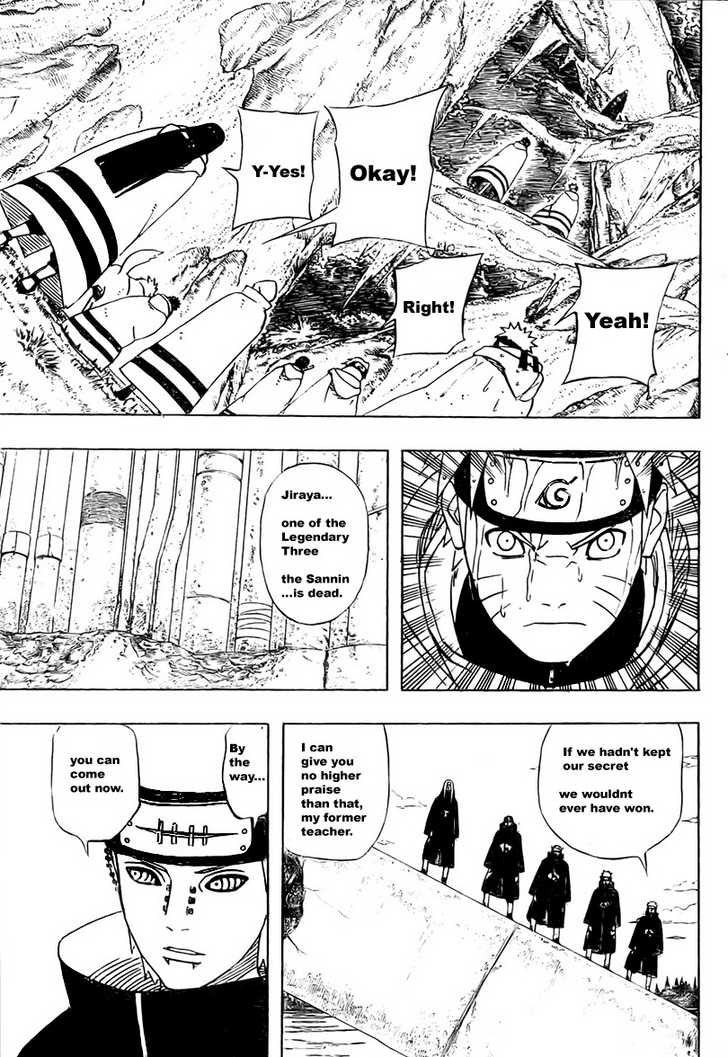 Okay!
Y-Yes!
Yeah!
Right!
Jiraya...
one of the
Legendary
Three
the Sannin
...is dead.
If we hadn't kept
our secret
we wouldnt
ever have won.
I can
give you
no higher
praise
than that,
my former
teacher.
By
the
way...
you can
come
out now.